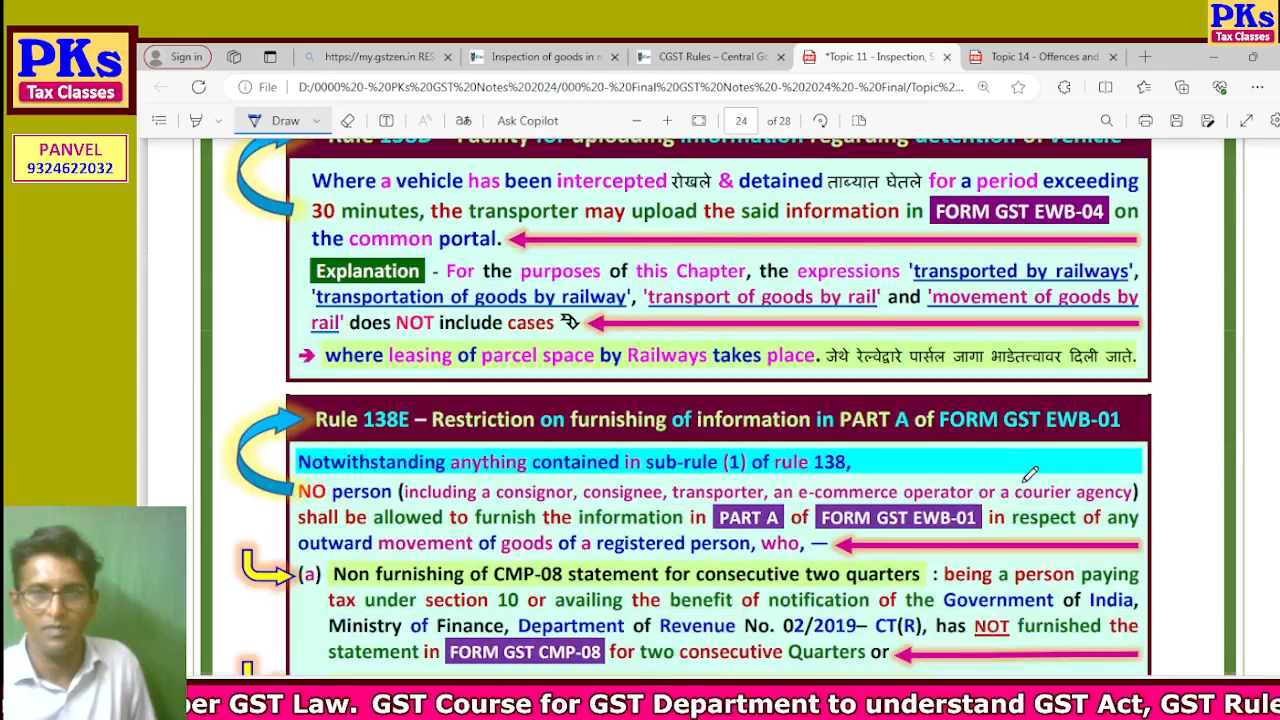 PKs
Tax Classes
PKs
Tax Classes
PANVEL
9324622032
Sign in
https://my.gstzen.in RES
Inspection of goods in n
CGST Rules – Central Go
*Topic 11 - Inspection, S
Topic 14 - Offences and
File
D:/0000%20-%20PKs%20GST%20Notes%202024/000%20-%20Final%20GST%20Notes%20-%202024%20-%20Final/Topic%...
Draw
Ask Copilot
24 of 28
Rule 138D – Facility for uploading information regarding detention of vehicle
Where a vehicle has been intercepted रोखले & detained ताब्यात घेतले for a period exceeding
30 minutes, the transporter may upload the said information in FORM GST EWB-04 on
the common portal.
Explanation - For the purposes of this Chapter, the expressions 'transported by railways',
'transportation of goods by railway', 'transport of goods by rail' and 'movement of goods by
rail' does NOT include cases
where leasing of parcel space by Railways takes place. जेथे रेल्वेद्वारे पार्सल जागा भाडेतत्त्वावर दिली जाते.
Rule 138E – Restriction on furnishing of information in PART A of FORM GST EWB-01
Notwithstanding anything contained in sub-rule (1) of rule 138,
NO person (including a consignor, consignee, transporter, an e-commerce operator or a courier agency)
shall be allowed to furnish the information in PART A of FORM GST EWB-01 in respect of any
outward movement of goods of a registered person, who, —
(a) Non furnishing of CMP-08 statement for consecutive two quarters : being a person paying
tax under section 10 or availing the benefit of notification of the Government of India,
Ministry of Finance, Department of Revenue No. 02/2019– CT(R), has NOT furnished the
statement in FORM GST CMP-08 for two consecutive Quarters or
per GST Law. GST Course for GST Department to understand GST Act, GST Rule